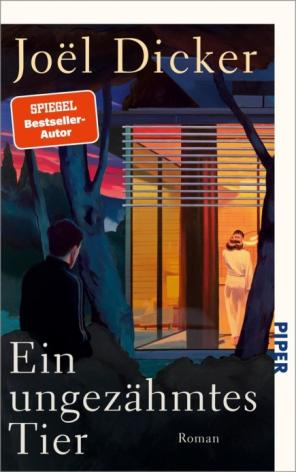 Joël Dicker
SPIEGEL
Bestseller-
Autor
PIPER
Ein
ungezähmtes
Tier
Roman